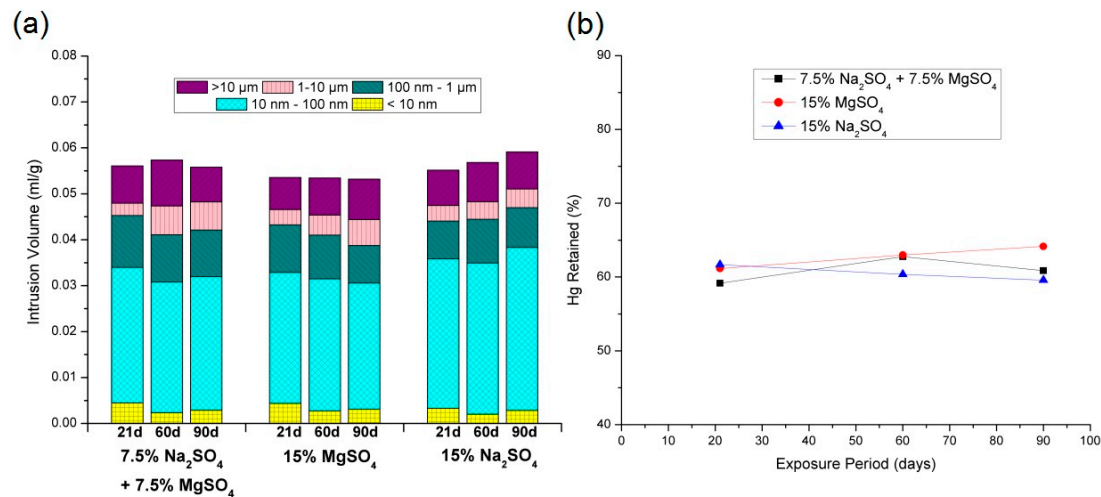 (a)
Intrusion Volume (ml/g)
0.08
0.07
0.06
0.05
0.04
0.03
0.02
0.01
0.00
>10 µm 1-10 µm 100 nm - 1 µm
10 nm - 100 nm < 10 nm
21d 60d 90d 21d 60d 90d 21d 60d 90d
7.5% Na₂SO₄ 15% MgSO₄ 15% Na₂SO₄
+ 7.5% MgSO₄
(b)
Hg Retained (%)
90
80
70
60
50
40
7.5% Na₂SO₄ + 7.5% MgSO₄
15% MgSO₄
15% Na₂SO₄
0 10 20 30 40 50 60 70 80 90 100
Exposure Period (days)